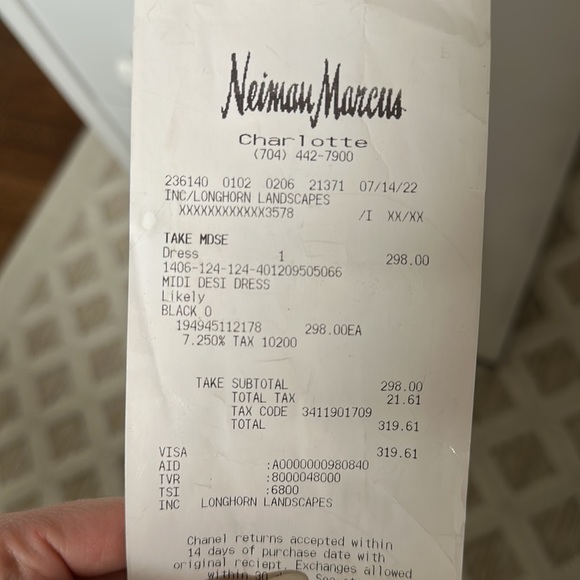 Neiman Marcus
Charlotte
(704) 442-7900
236140 0102 0206 21371 07/14/22
INC/LONGHORN LANDSCAPES
XXXXXXXXXXXX3578 /I XX/XX
TAKE MDSE
Dress 1 298.00
1406-124-124-401209505066
MIDI DESI DRESS
Likely
BLACK 0
194945112178 298.00EA
7.250% TAX 10200
TAKE SUBTOTAL 298.00
TOTAL TAX 21.61
TAX CODE 3411901709
TOTAL 319.61
VISA 319.61
AID :A0000000980840
TVR :8000048000
TSI :6800
INC LONGHORN LANDSCAPES
Chanel returns accepted within
14 days of purchase date with
original reciept. Exchanges allowed
within 30